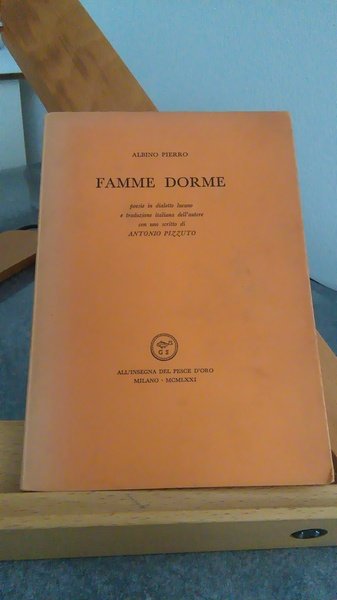 ALBINO PIERRO
FAMME DORME
poesie in dialetto lucano
e traduzione italiana dell'autore
con uno scritto di
ANTONIO PIZZUTO
G S
ALL'INSEGNA DEL PESCE D'ORO
MILANO · MCMLXXI